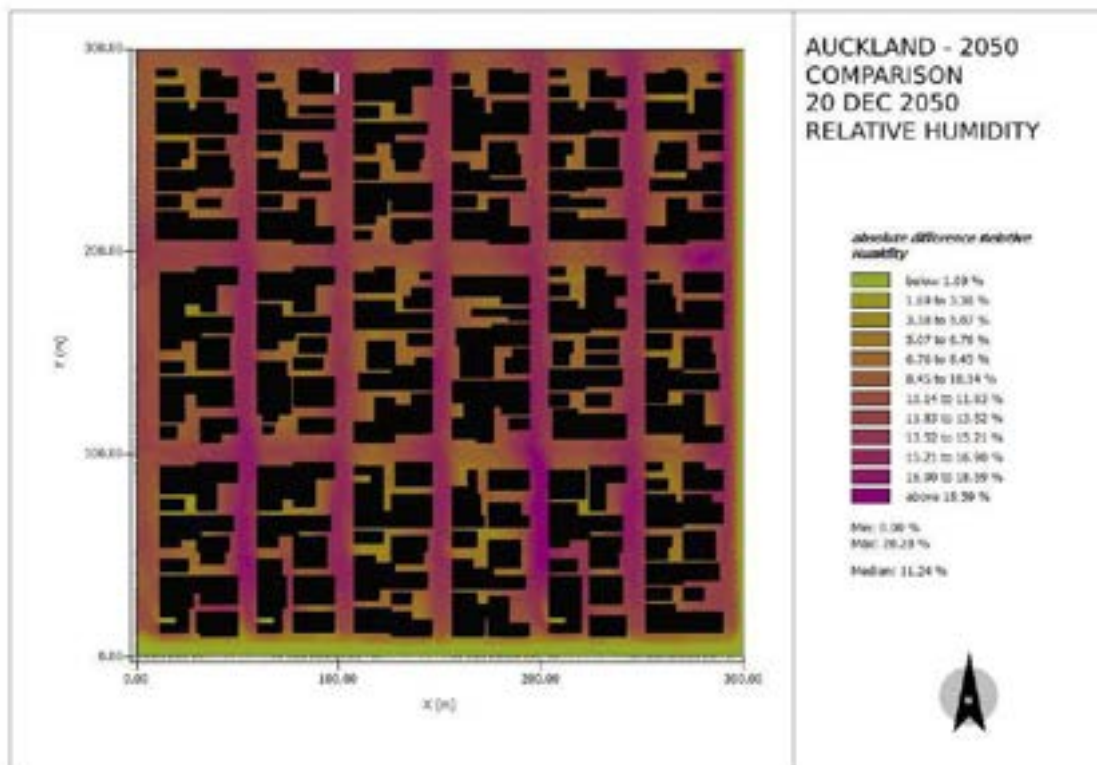 AUCKLAND - 2050
COMPARISON
20 DEC 2050
RELATIVE HUMIDITY
absolute difference Relative
Humidity
below 1.69 %
1.69 to 3.38 %
3.38 to 5.07 %
5.07 to 6.76 %
6.76 to 8.45 %
8.45 to 10.14 %
10.14 to 11.83 %
11.83 to 13.52 %
13.52 to 15.21 %
15.21 to 16.90 %
16.90 to 18.59 %
above 18.59 %
Min: 0.00 %
Max: 20.28 %
Median: 11.24 %
300.00
200.00
100.00
0.00
Y (m)
0.00 100.00 200.00 300.00
X (m)